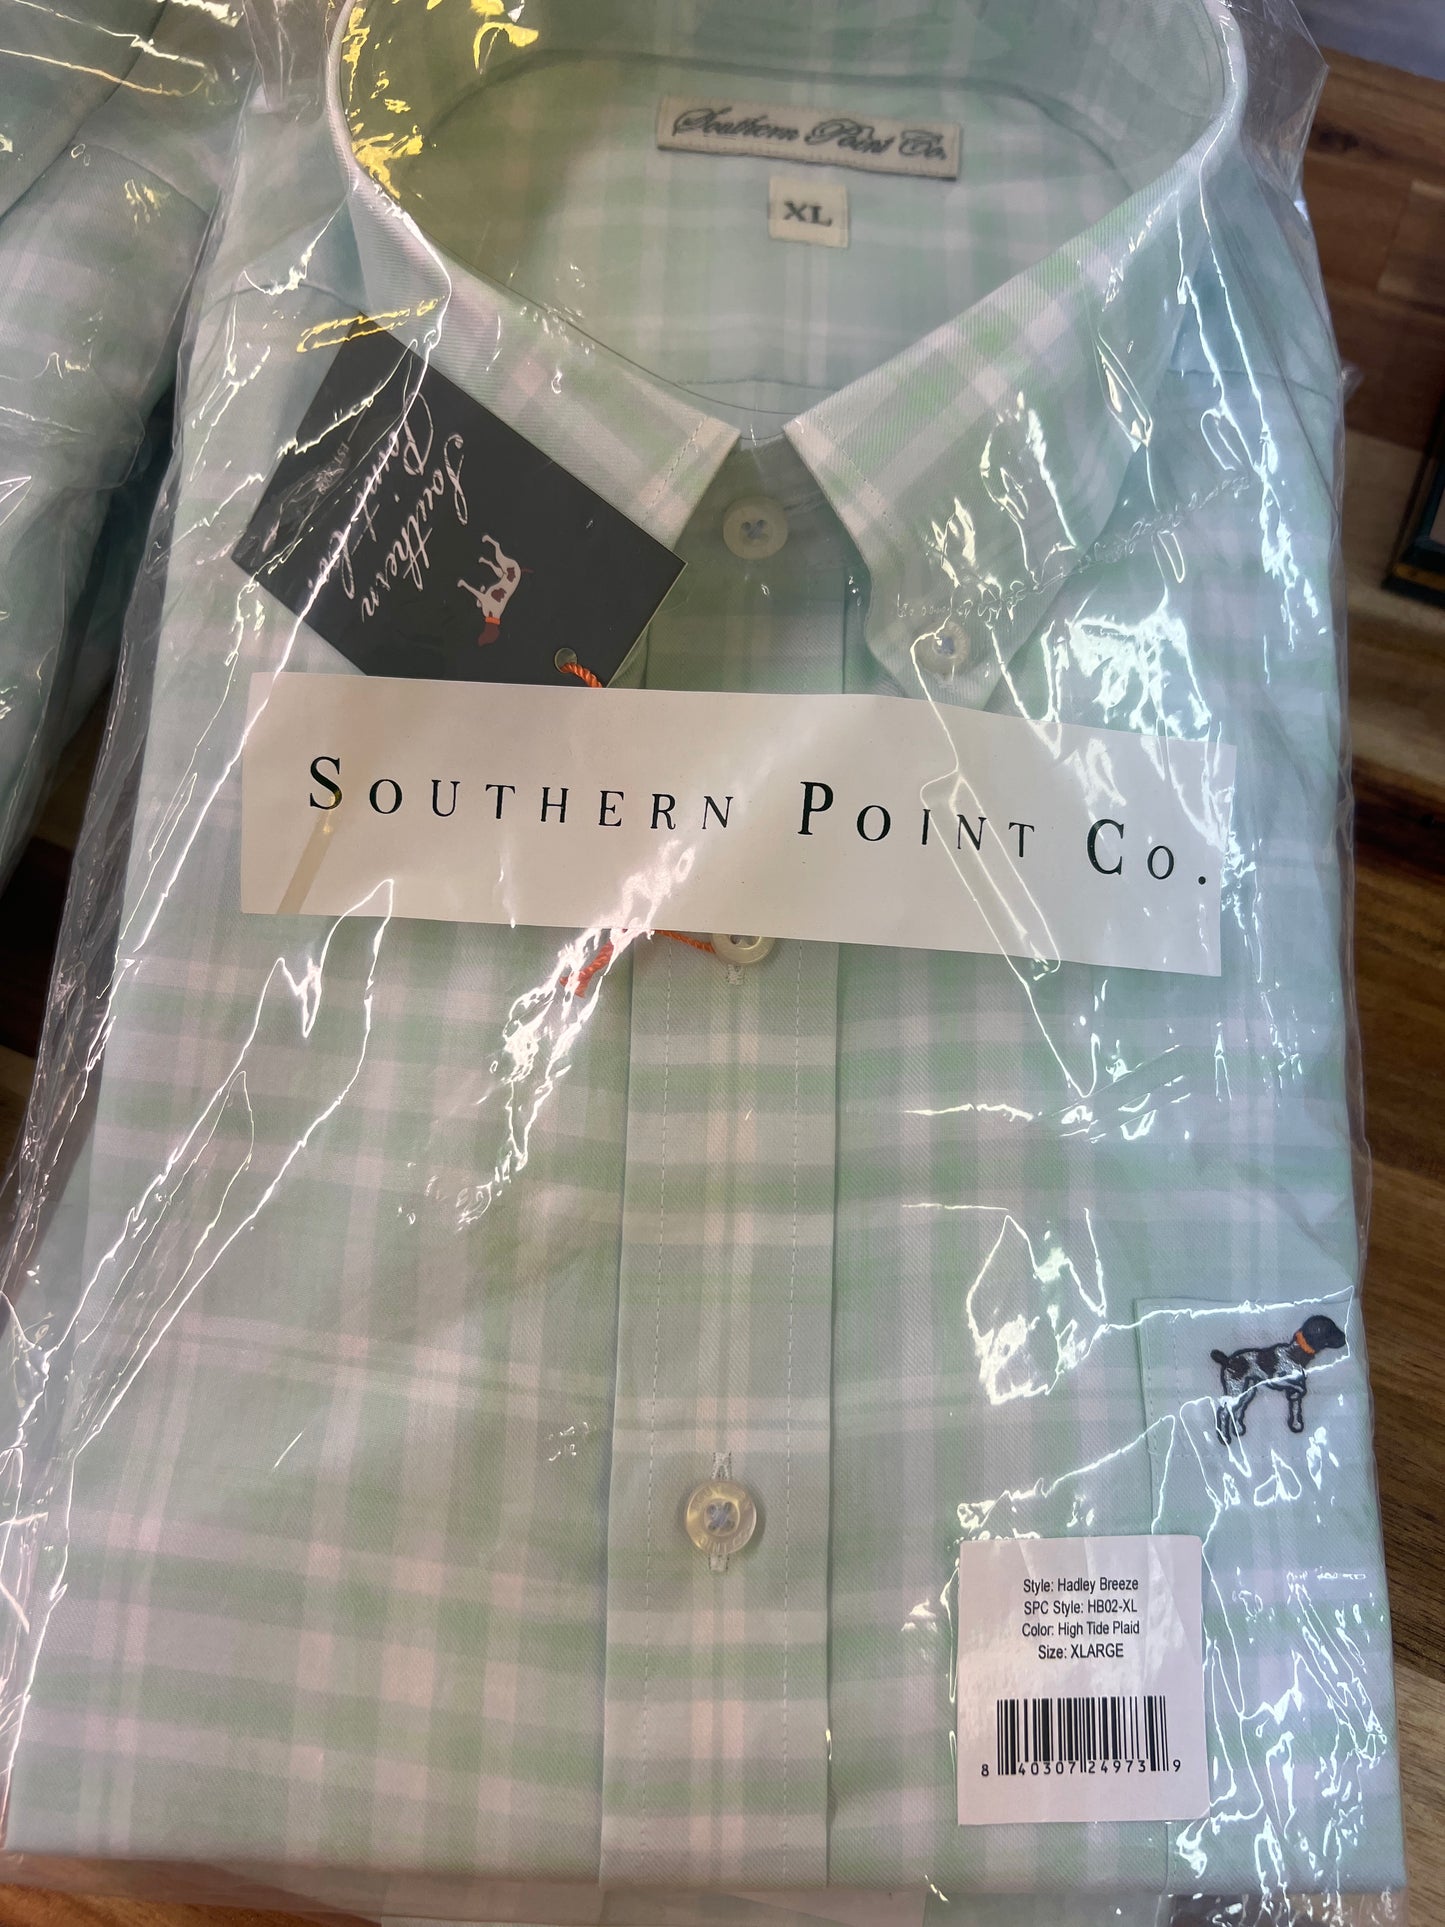 Southern Point Co.
XL
Southern
Point Co.
SOUTHERN POINT CO.
Style: Hadley Breeze
SPC Style: HB02-XL
Color: High Tide Plaid
Size: XLARGE
8 40307 24973 9